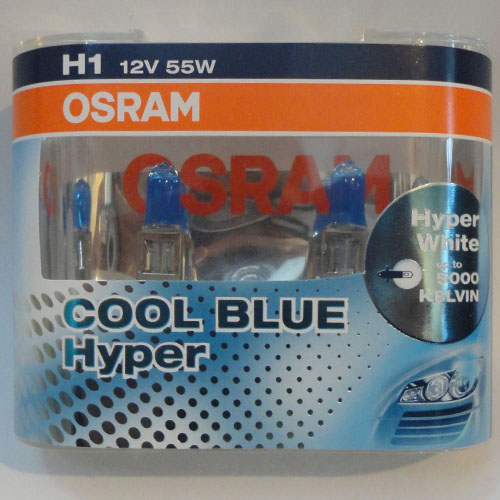 H1 12V 55W
OSRAM
OSRAM
Hyper
White
up to
5000
KELVIN
COOL BLUE
Hyper